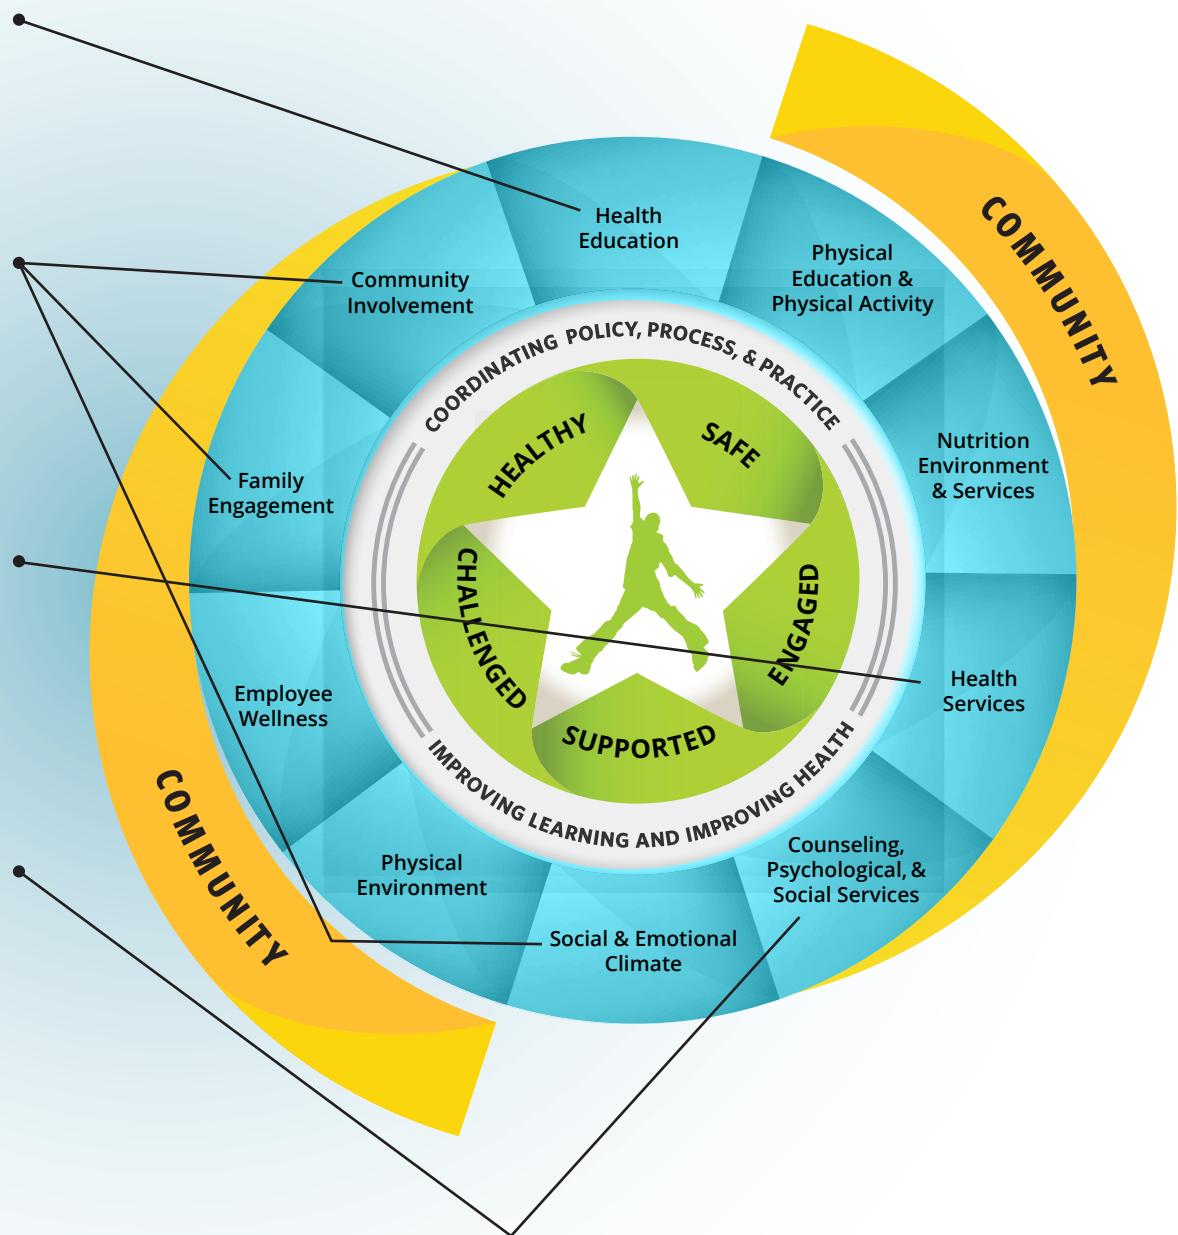 Health
Education
Physical
Education &
Physical Activity
Nutrition
Environment
& Services
Health
Services
Counseling,
Psychological, &
Social Services
Social & Emotional
Climate
Physical
Environment
Employee
Wellness
Family
Engagement
Community
Involvement
COMMUNITY
COMMUNITY
COORDINATING POLICY, PROCESS, & PRACTICE
IMPROVING LEARNING AND IMPROVING HEALTH
HEALTHY
SAFE
ENGAGED
SUPPORTED
CHALLENGED